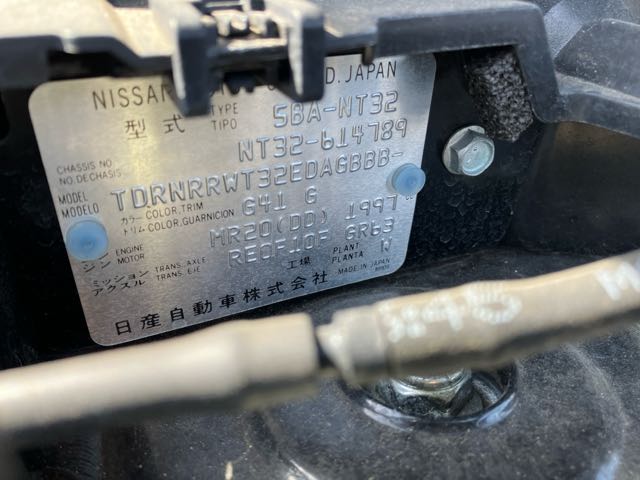 NISSAN D. JAPAN
型式 TYPE TIPO 5BA-NT32
CHASSIS NO. NO.DECHASIS NT32-614789
MODEL MODELO TDRNRRWT32EDAGBBB-
カラー トリム COLOR, TRIM COLOR, GUARNICION G41 G
エンジン ENGINE MOTOR MR20(DD) 1997
ミッション アクスル TRANS. AXLE TRANS. EJE RE0F10F GR63
工場 PLANT PLANTA W
日産自動車株式会社 MADE IN JAPAN